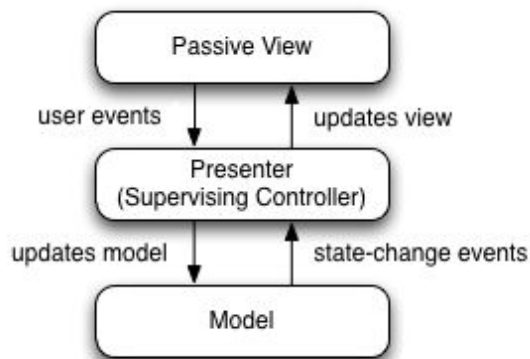 Passive View
user events
updates view
Presenter
(Supervising Controller)
updates model
state-change events
Model